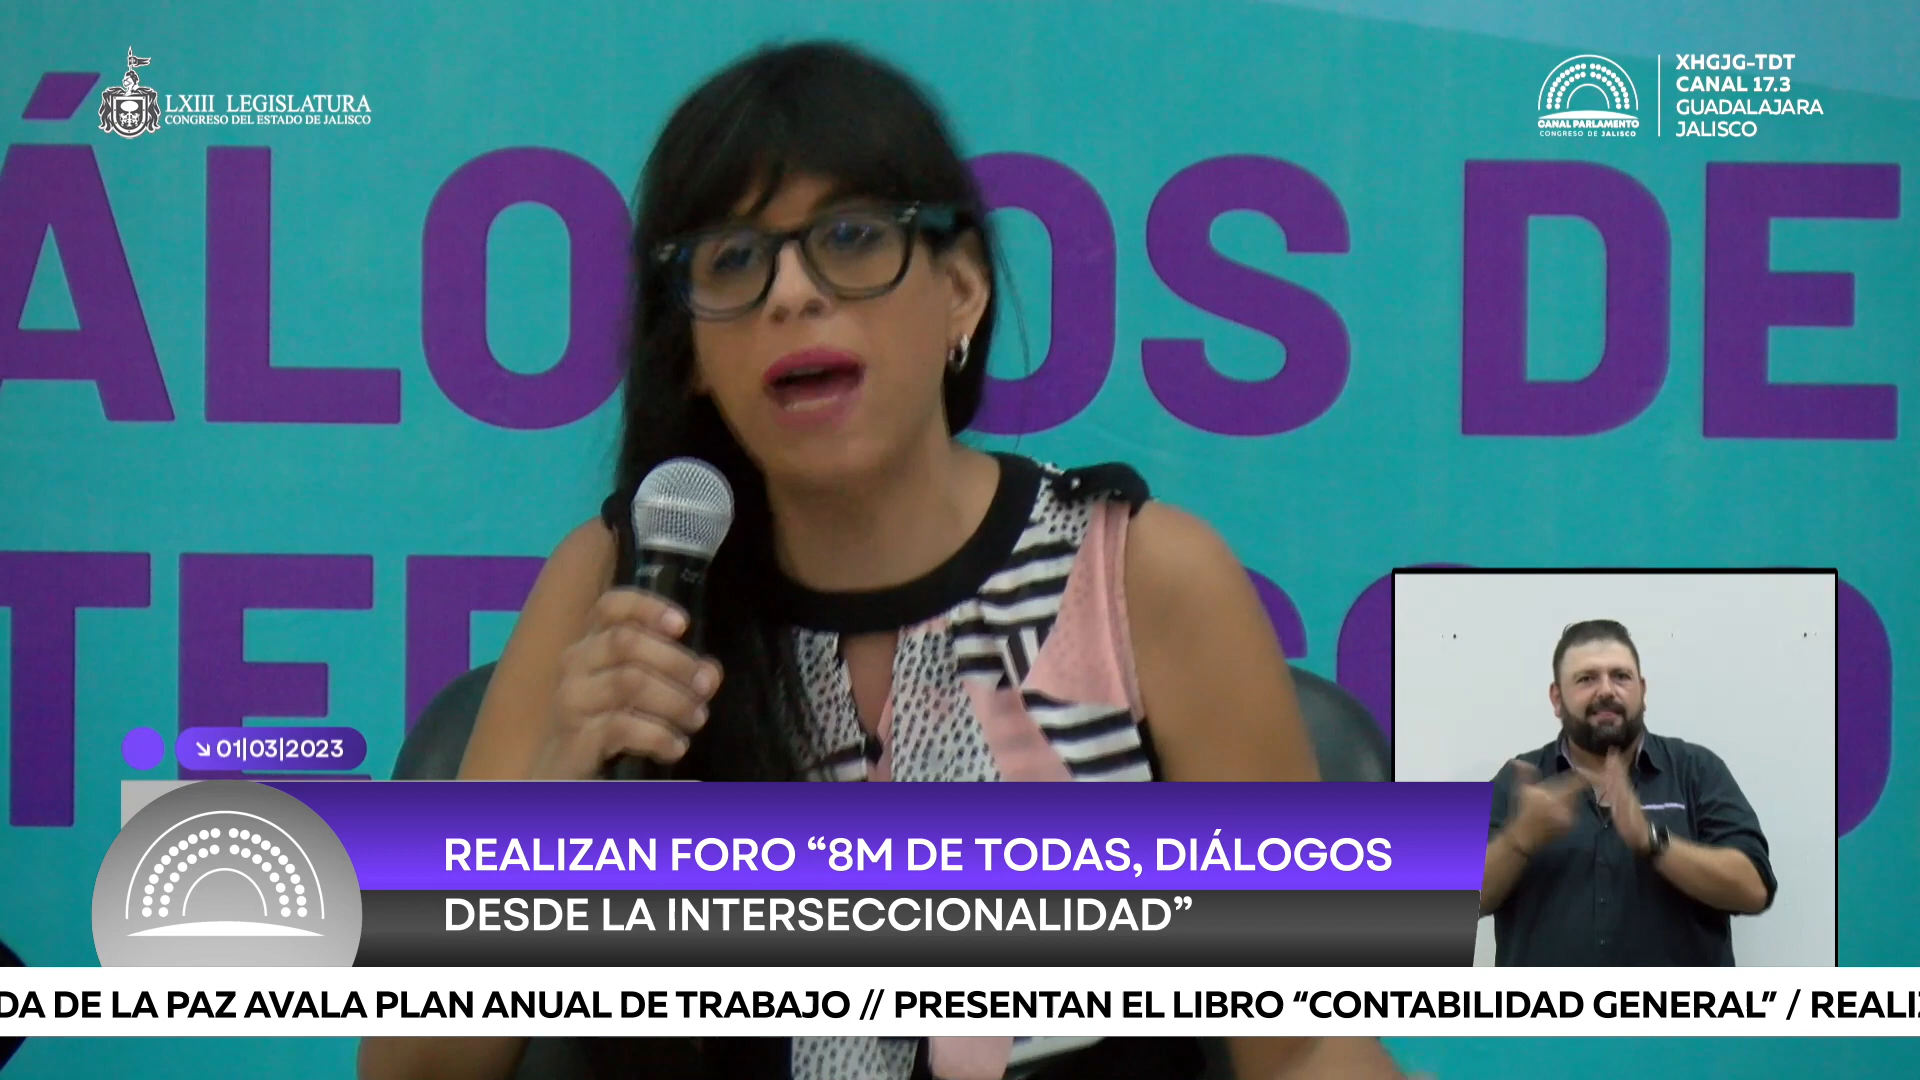 LXIII LEGISLATURA
CONGRESO DEL ESTADO DE JALISCO
CANAL PARLAMENTO
CONGRESO DE JALISCO
XHGJG-TDT
CANAL 17.3
GUADALAJARA
JALISCO
ÁLO OS DE
TER
01|03|2023
REALIZAN FORO “8M DE TODAS, DIÁLOGOS
DESDE LA INTERSECCIONALIDAD”
DA DE LA PAZ AVALA PLAN ANUAL DE TRABAJO // PRESENTAN EL LIBRO “CONTABILIDAD GENERAL” / REALIZ